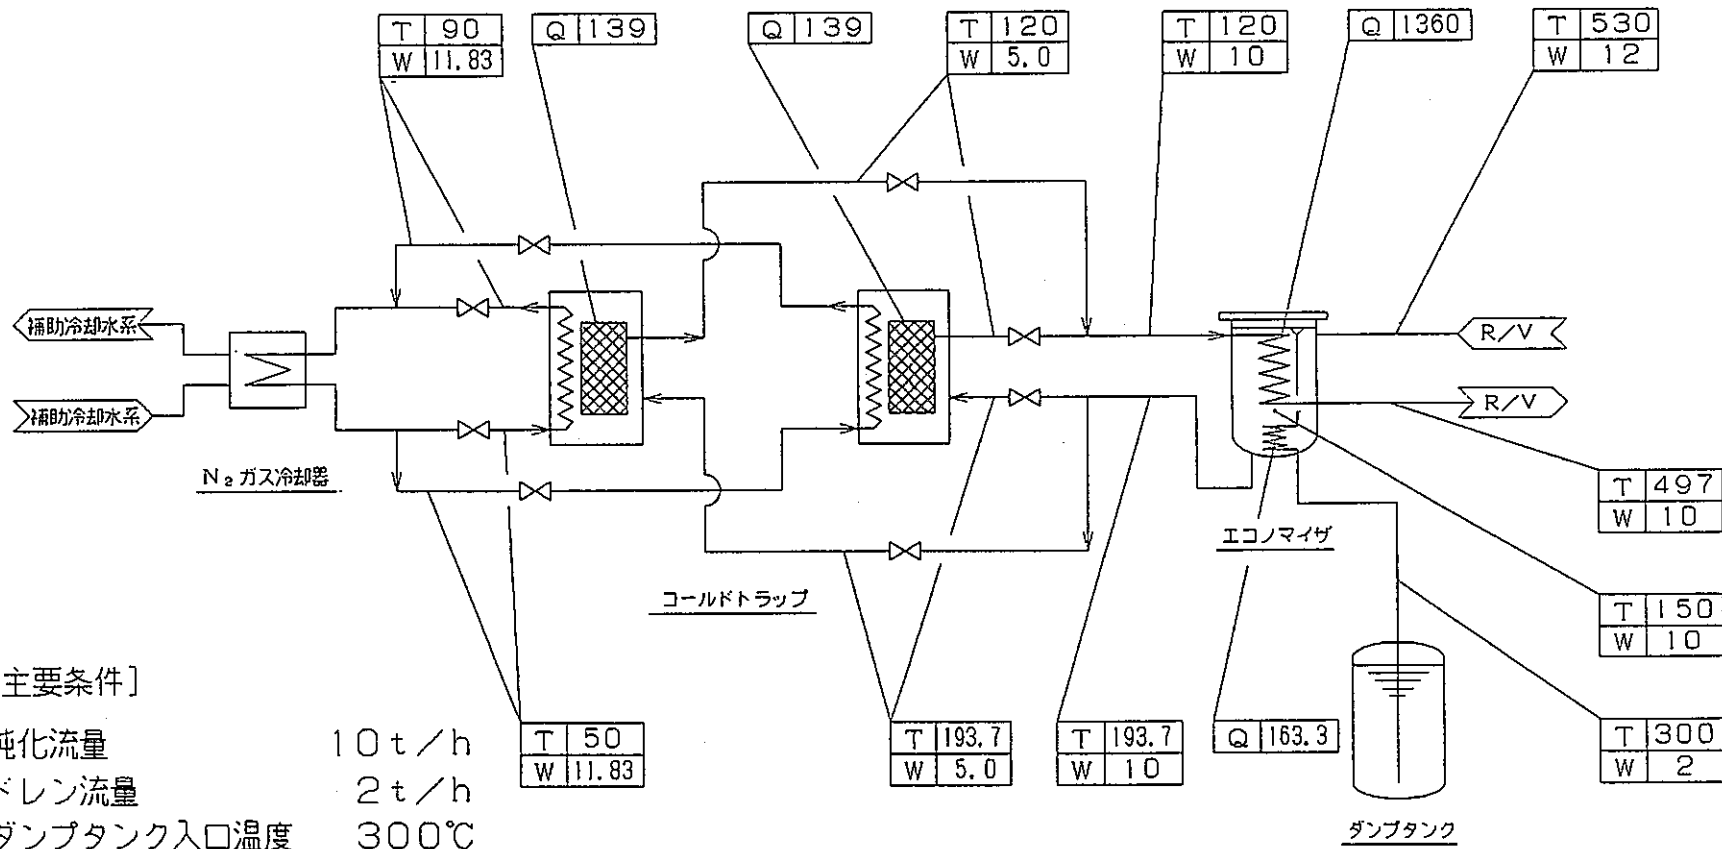 T 90
W 11.83
Q 139
Q 139
T 120
W 5.0
T 120
W 10
Q 1360
T 530
W 12
補助冷却水系
R/V
補助冷却水系
R/V
N₂ガス冷却器
エコノマイザ
T 497
W 10
コールドトラップ
T 150
W 10
主要条件]
純化流量 10t/h
ドレン流量 2t/h
ダンプタンク入口温度 300℃
T 50
W 11.83
T 193.7
W 5.0
T 193.7
W 10
Q 163.3
T 300
W 2
ダンプタンク